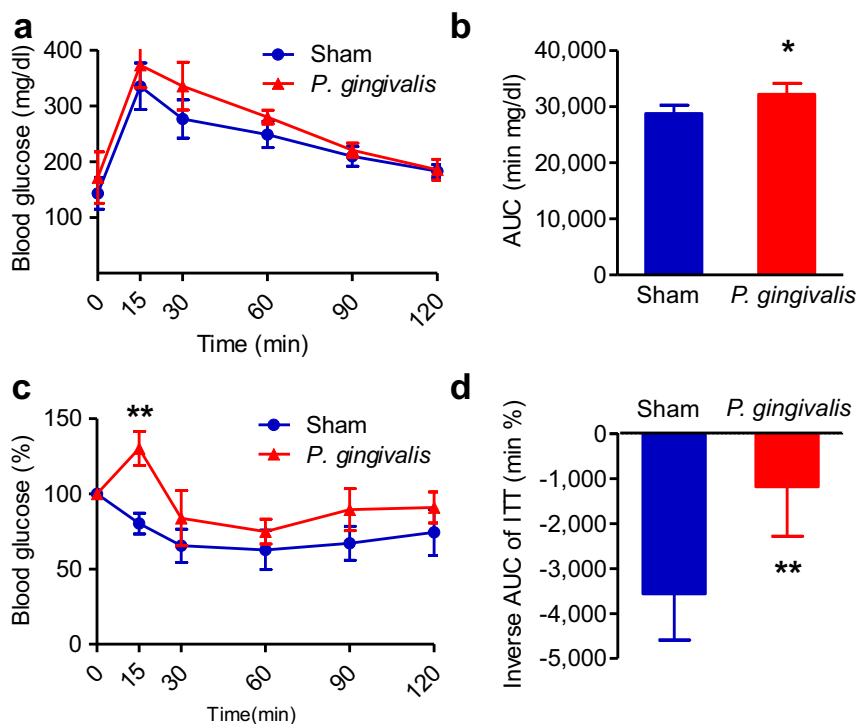 a
Blood glucose (mg/dl)
400
300
200
100
0
15
30
60
90
120
Time (min)
Sham
P. gingivalis
b
*
AUC (min mg/dl)
40,000
30,000
20,000
10,000
0
Sham
P. gingivalis
c
**
Blood glucose (%)
150
100
50
0
0
15
30
60
90
120
Time(min)
Sham
P. gingivalis
d
Sham
P. gingivalis
Inverse AUC of ITT (min %)
0
-1,000
-2,000
-3,000
-4,000
-5,000
**